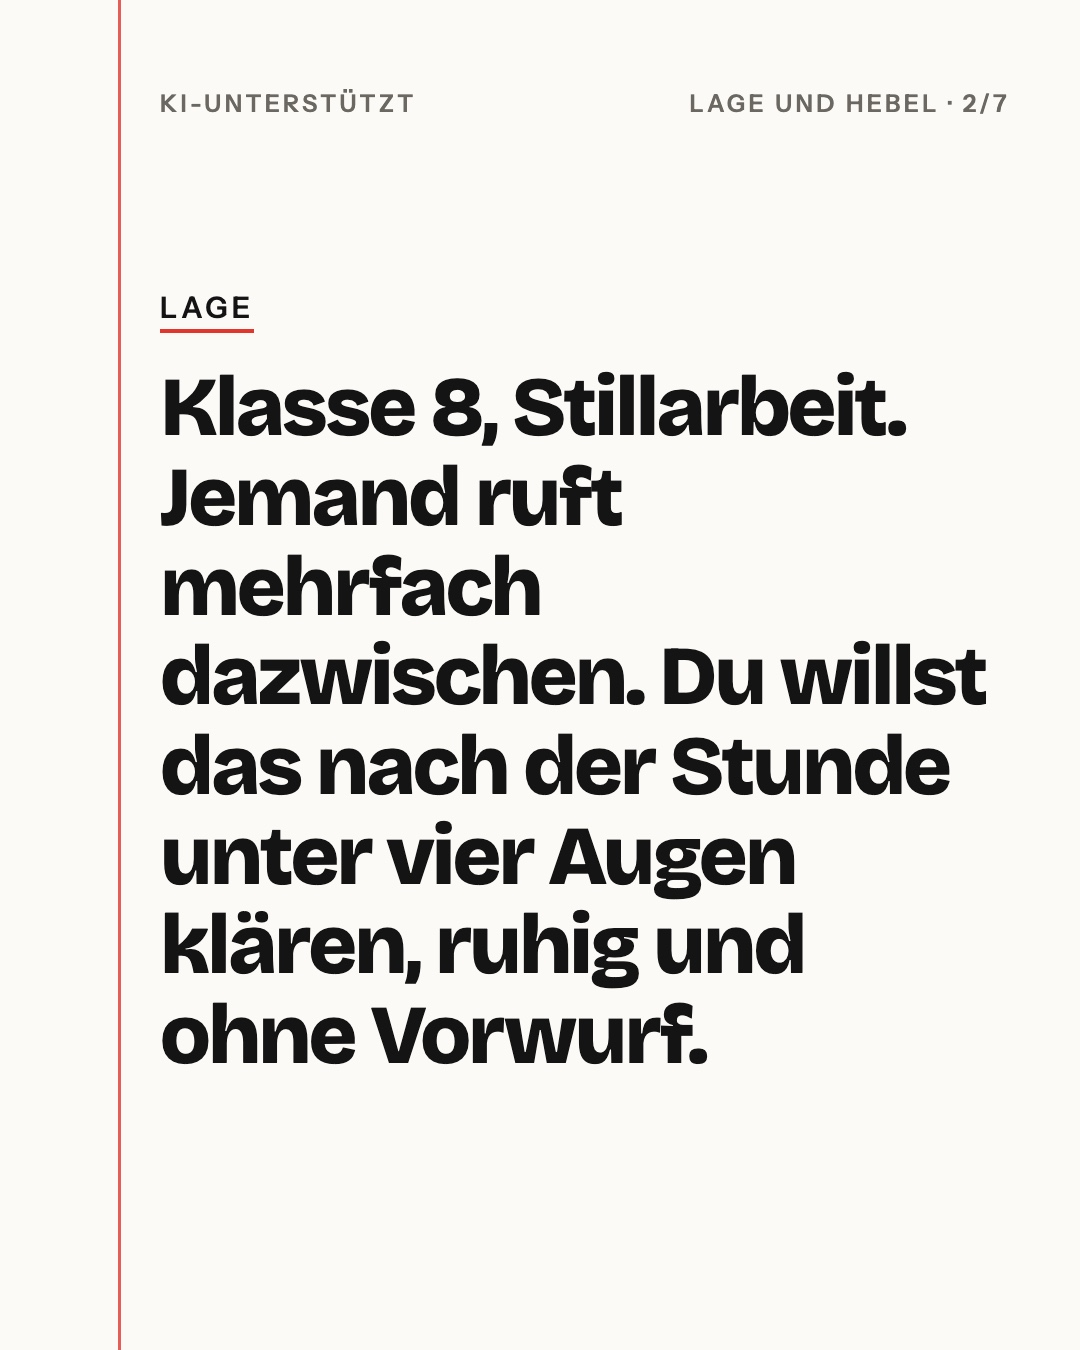 KI-UNTERSTÜTZT
LAGE UND HEBEL · 2/7
LAGE
Klasse 8, Stillarbeit.
Jemand ruft
mehrfach
dazwischen. Du willst
das nach der Stunde
unter vier Augen
klären, ruhig und
ohne Vorwurf.